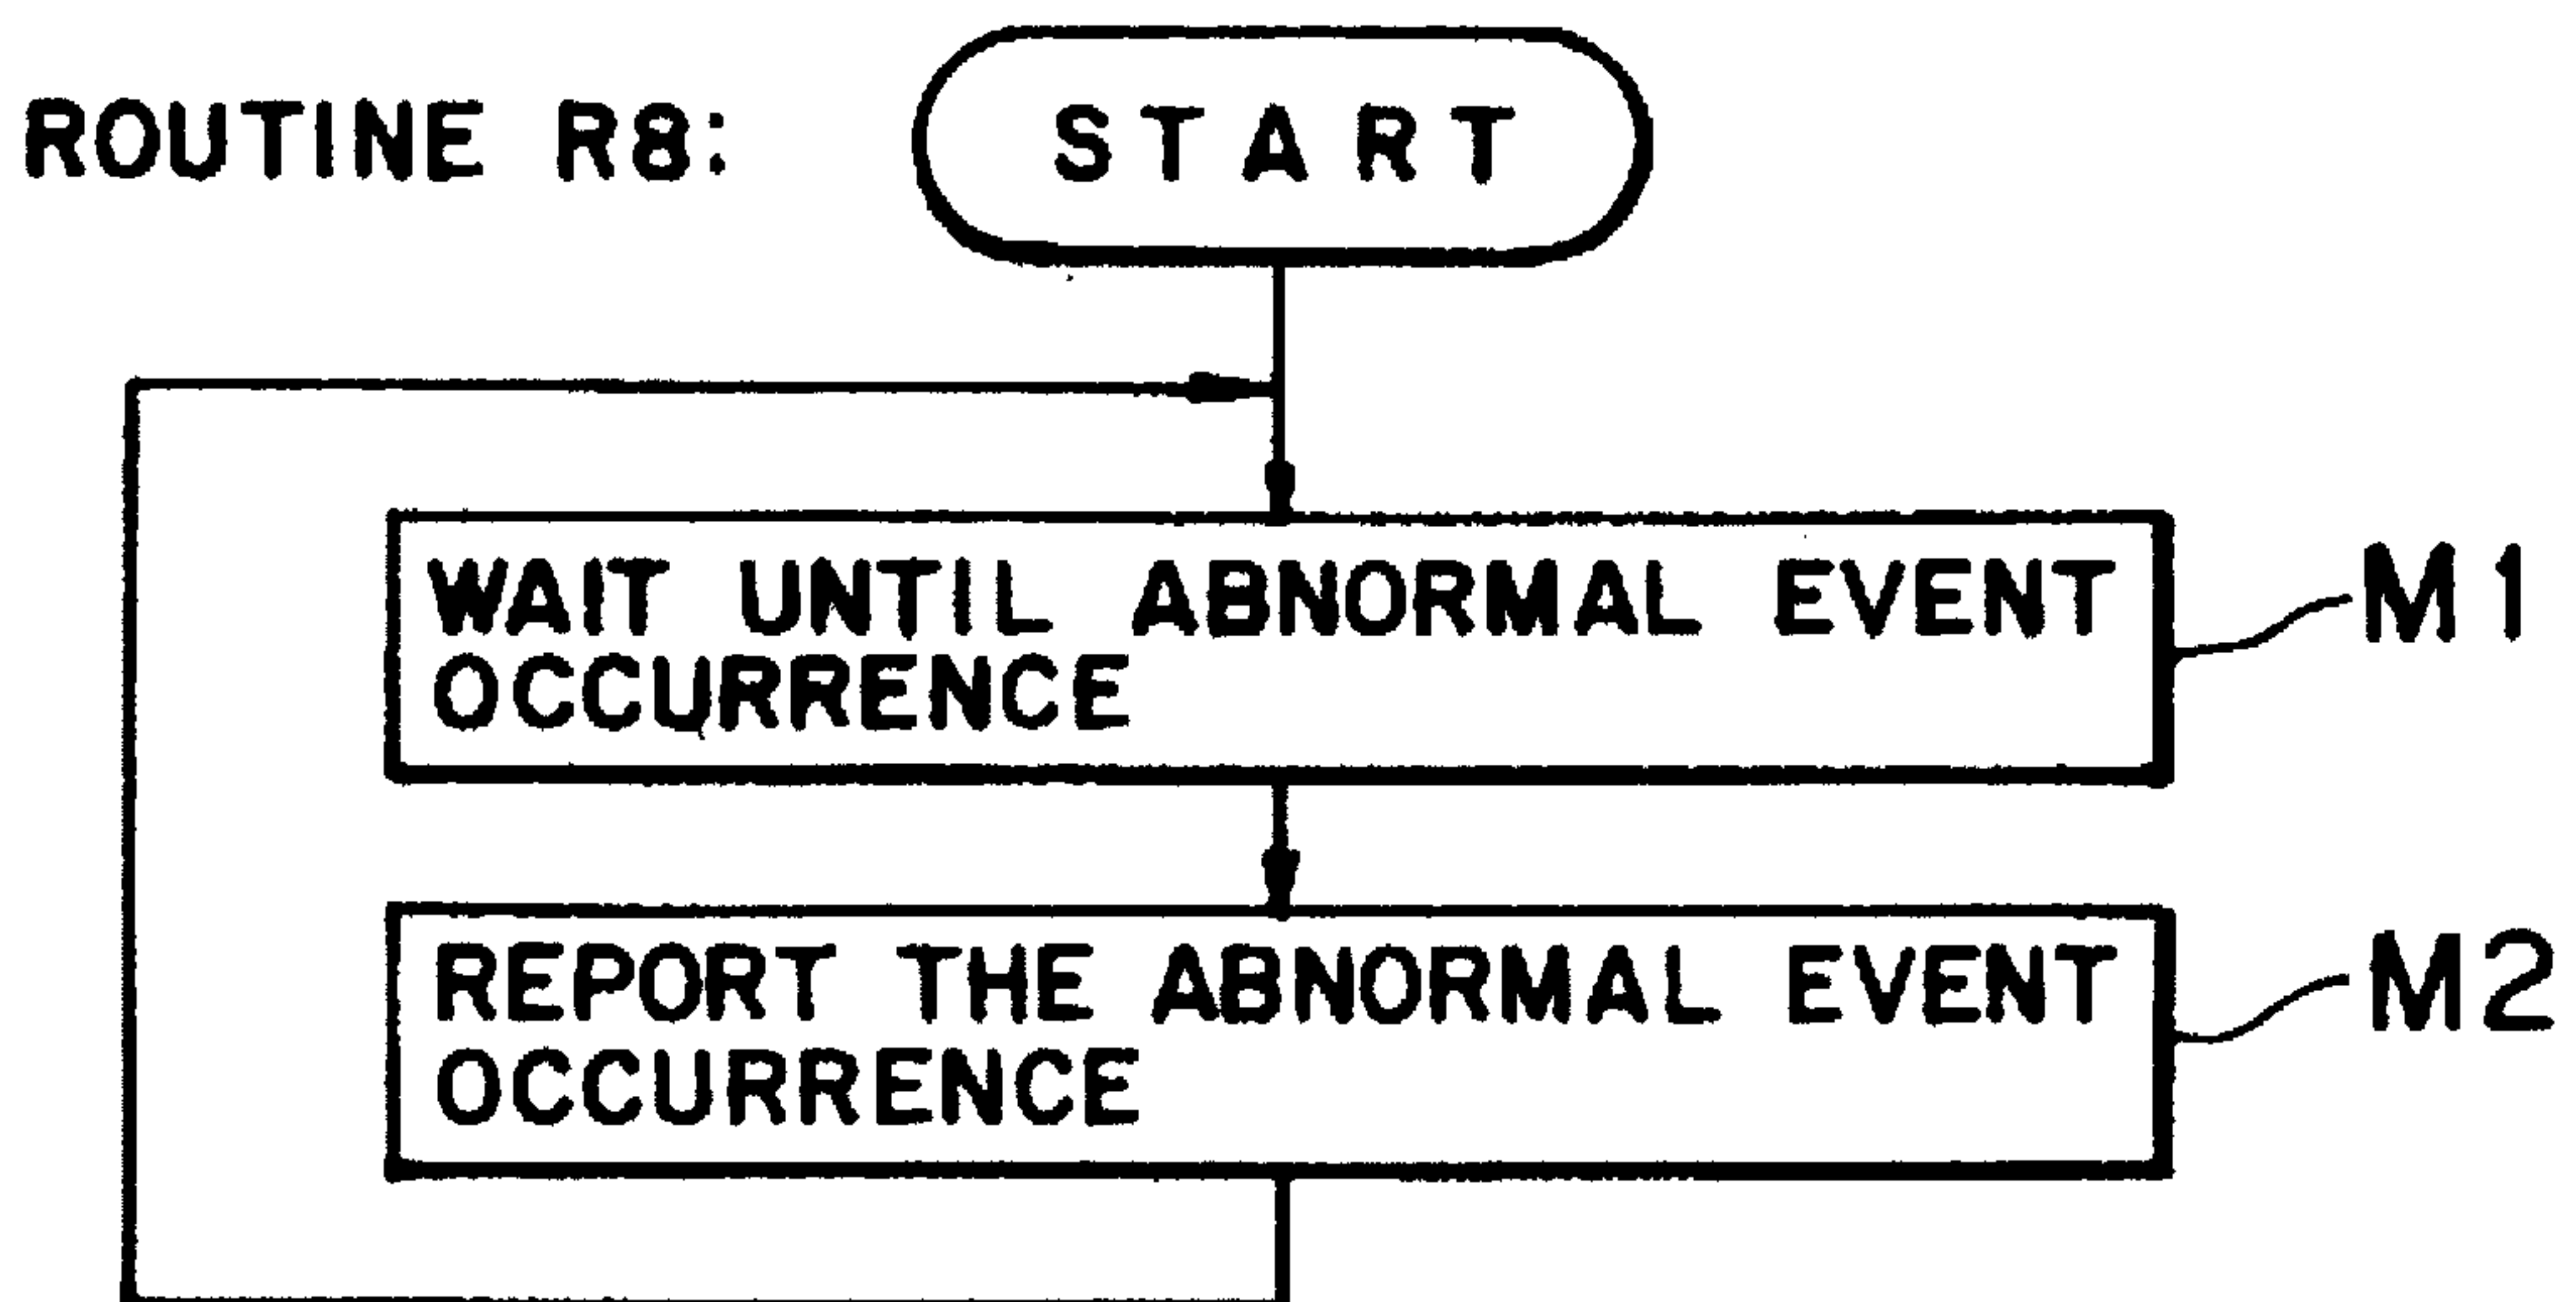 ROUTINE R8:
START
WAIT UNTIL ABNORMAL EVENT
OCCURRENCE
M1
REPORT THE ABNORMAL EVENT
OCCURRENCE
M2